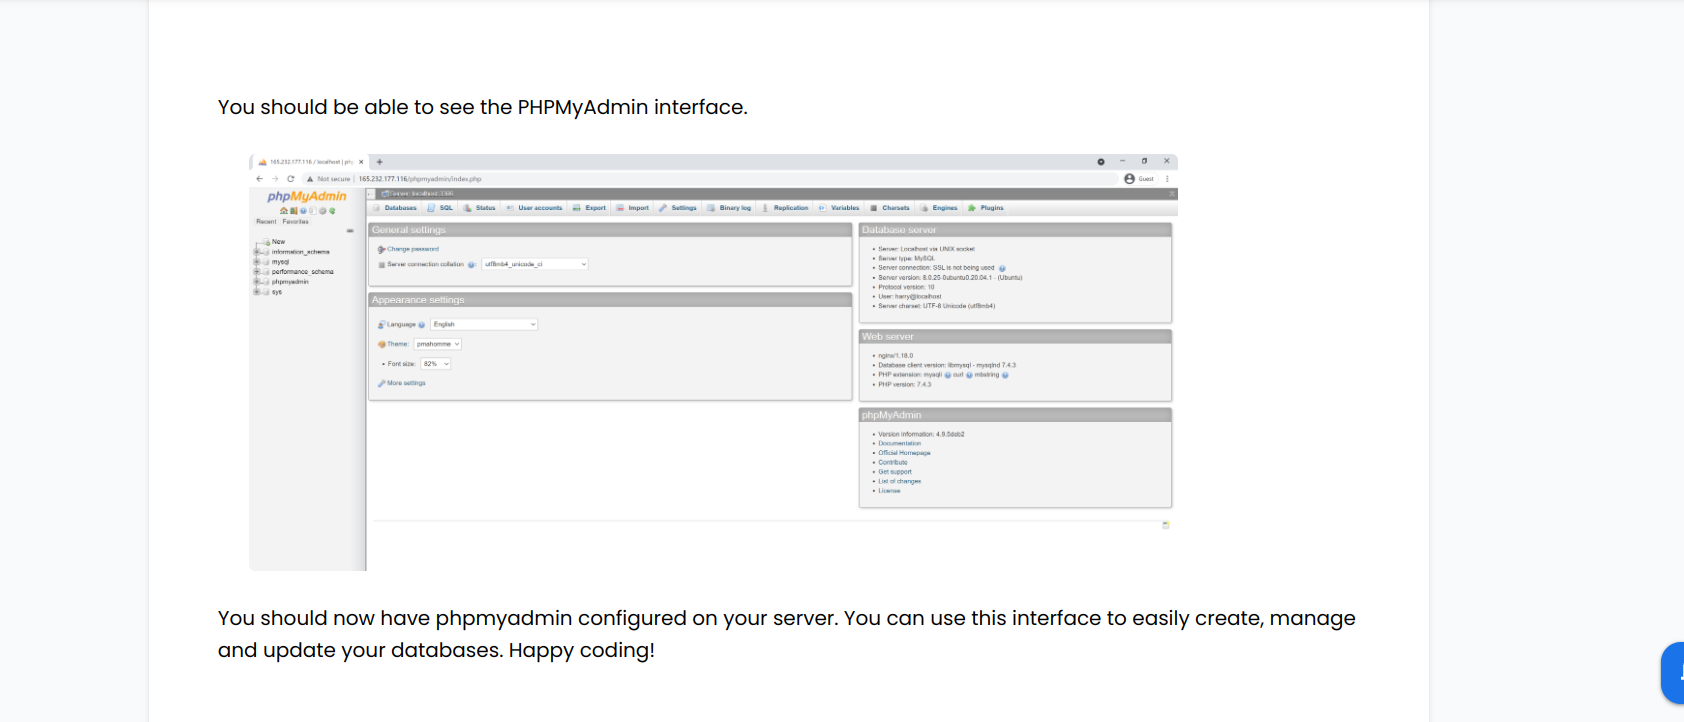 You should be able to see the PHPMyAdmin interface.
165.232.177.116 / localhost | php
Not secure | 165.232.177.116/phpmyadmin/index.php
Guest
phpMyAdmin
Server: localhost:3306
Recent Favorites
New
information_schema
mysql
performance_schema
phpmyadmin
sys
Databases SQL Status User accounts Export Import Settings Binary log Replication Variables Charsets Engines Plugins
General settings
Change password
Server connection collation : utf8mb4_unicode_ci
Appearance settings
Language English
Theme: pmahomme
• Font size: 82%
More settings
Database server
• Server: Localhost via UNIX socket
• Server type: MySQL
• Server connection: SSL is not being used
• Server version: 8.0.25-0ubuntu0.20.04.1 - (Ubuntu)
• Protocol version: 10
• User: harry@localhost
• Server charset: UTF-8 Unicode (utf8mb4)
Web server
• nginx/1.18.0
• Database client version: libmysql - mysqlnd 7.4.3
• PHP extension: mysqli curl mbstring
• PHP version: 7.4.3
phpMyAdmin
• Version information: 4.9.5deb2
• Documentation
• Official Homepage
• Contribute
• Get support
• List of changes
• License
You should now have phpmyadmin configured on your server. You can use this interface to easily create, manage
and update your databases. Happy coding!